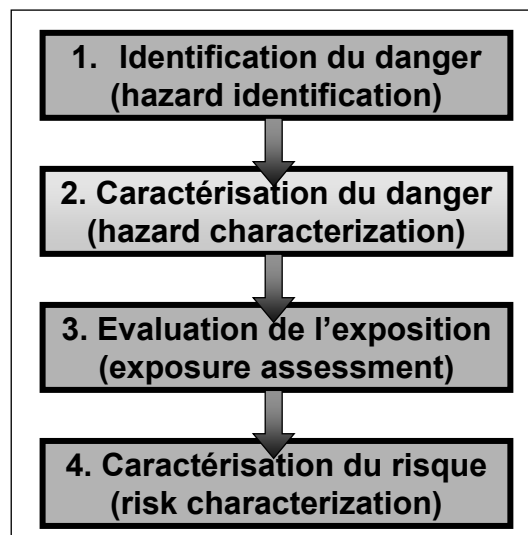 1. Identification du danger
(hazard identification)
2. Caractérisation du danger
(hazard characterization)
3. Evaluation de l’exposition
(exposure assessment)
4. Caractérisation du risque
(risk characterization)